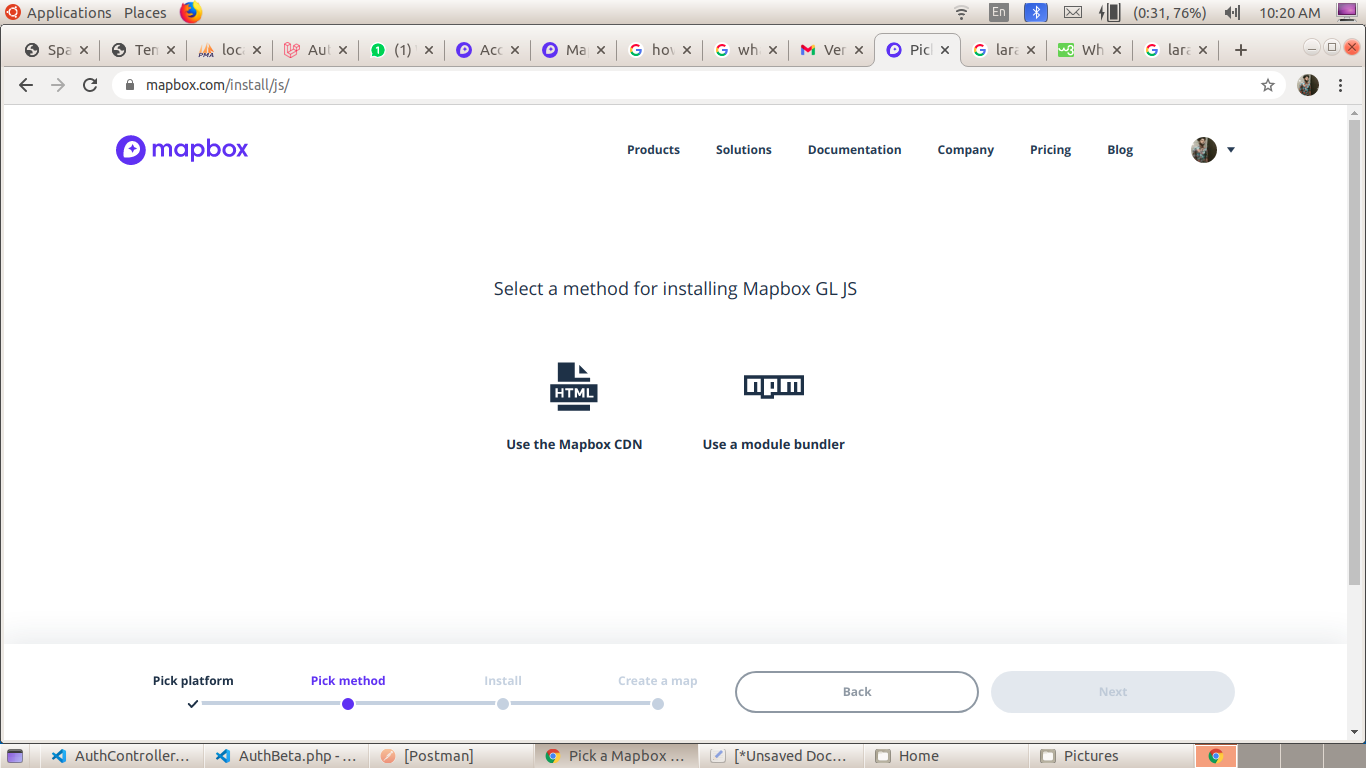 Applications Places En (0:31, 76%) 10:20 AM
Spa Ten PMA loca Aut (1) Acc Ma hov wha Ver Pick lara Wh lara
mapbox.com/install/js/
mapbox Products Solutions Documentation Company Pricing Blog
Select a method for installing Mapbox GL JS
HTML npm
Use the Mapbox CDN Use a module bundler
Pick platform Pick method Install Create a map
Back Next
AuthController... AuthBeta.php - ... [Postman] Pick a Mapbox ... [*Unsaved Doc... Home Pictures